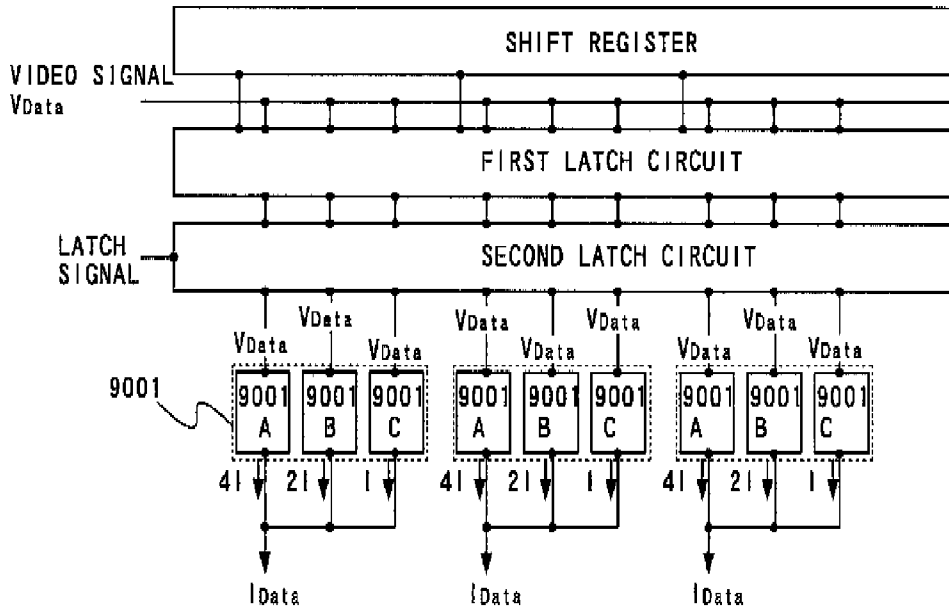 SHIFT REGISTER
VIDEO SIGNAL
VData
FIRST LATCH CIRCUIT
LATCH
SIGNAL
SECOND LATCH CIRCUIT
VData VData VData VData VData VData VData VData VData
9001
9001 9001 9001 9001 9001 9001 9001 9001 9001
A B C A B C A B C
4I 2I I 4I 2I I 4I 2I I
IData IData IData